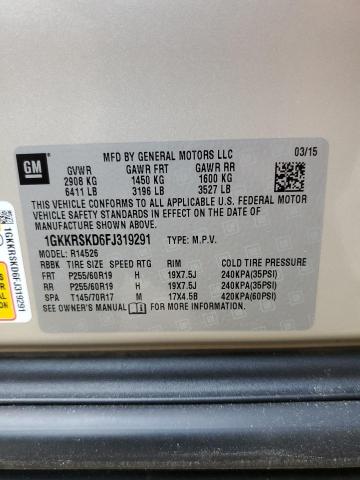 GM
MFD BY GENERAL MOTORS LLC 03/15
GVWR GAWR FRT GAWR RR
2908 KG 1450 KG 1600 KG
6411 LB 3196 LB 3527 LB
THIS VEHICLE CONFORMS TO ALL APPLICABLE U.S. FEDERAL MOTOR
VEHICLE SAFETY AND THEFT PREVENTION STANDARDS IN EFFECT ON THE DATE OF
MANUFACTURE SHOWN ABOVE.
1GKKRSKD6FJ319291 TYPE: M.P.V.
MODEL: R14526
RBBK TIRE SIZE SPEED RTG RIM COLD TIRE PRESSURE
FRT P255/60R19 H 19X7.5J 240KPA(35PSI)
RR P255/60R19 H 19X7.5J 240KPA(35PSI)
SPA T145/70R17 M 17X4.5B 420KPA(60PSI)
SEE OWNER'S MANUAL FOR MORE INFORMATION.
1GKKRSKD6FJ319291